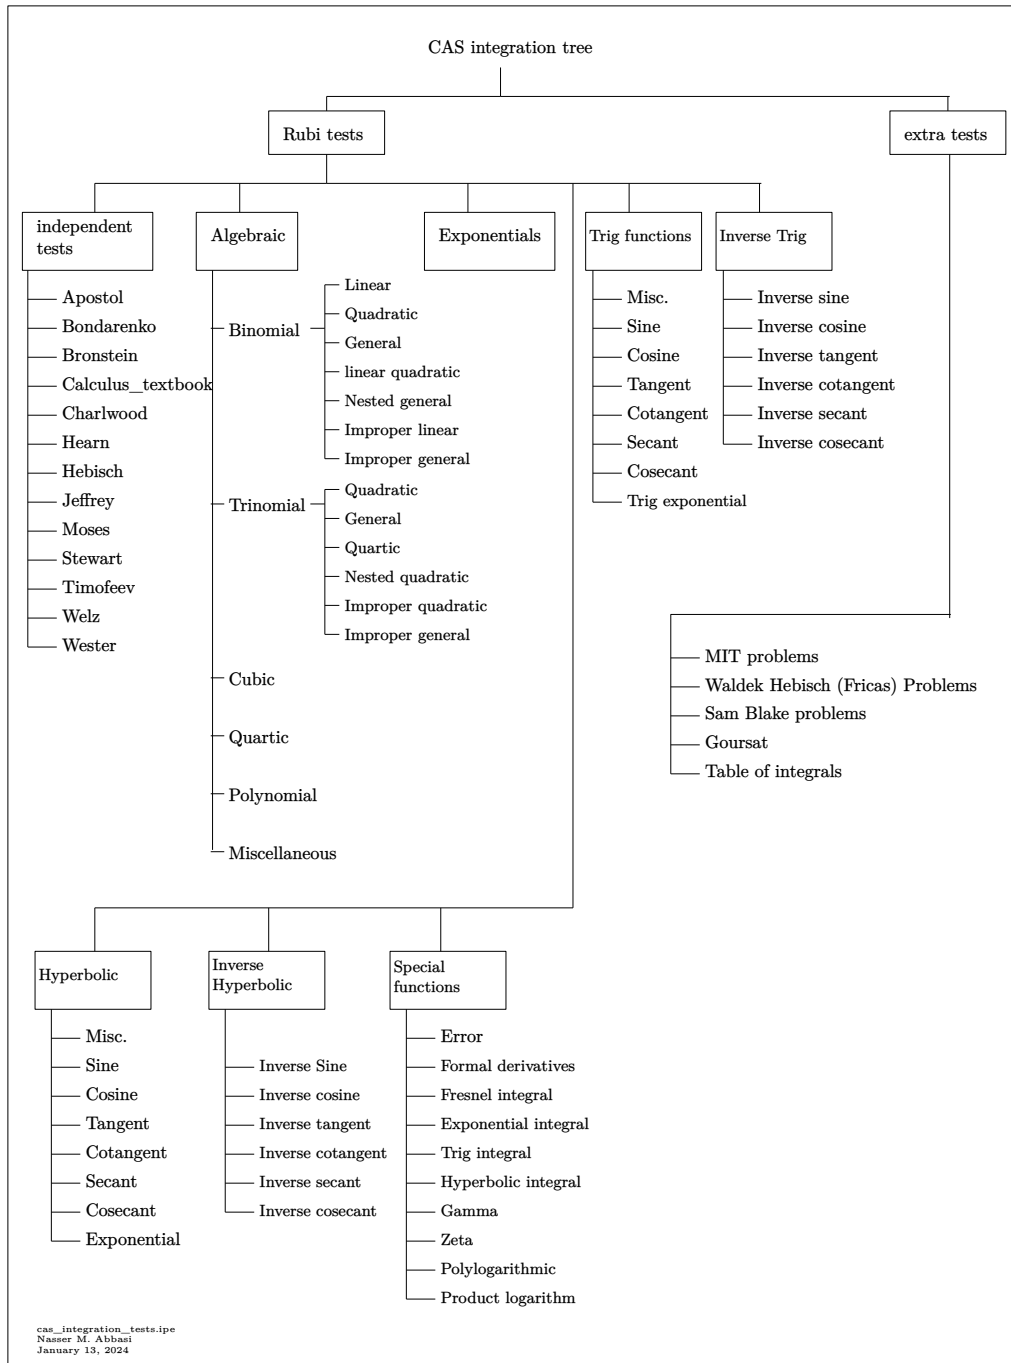 CAS integration tree
Rubi tests
extra tests
independent
tests
Algebraic
Exponentials
Trig functions
Inverse Trig
Apostol
Bondarenko
Bronstein
Calculus_textbook
Charlwood
Hearn
Hebisch
Jeffrey
Moses
Stewart
Timofeev
Welz
Wester
Binomial
Linear
Quadratic
General
linear quadratic
Nested general
Improper linear
Improper general
Trinomial
Quadratic
General
Quartic
Nested quadratic
Improper quadratic
Improper general
Cubic
Quartic
Polynomial
Miscellaneous
Misc.
Sine
Cosine
Tangent
Cotangent
Secant
Cosecant
Trig exponential
Inverse sine
Inverse cosine
Inverse tangent
Inverse cotangent
Inverse secant
Inverse cosecant
MIT problems
Waldek Hebisch (Fricas) Problems
Sam Blake problems
Goursat
Table of integrals
Hyperbolic
Inverse
Hyperbolic
Special
functions
Misc.
Sine
Cosine
Tangent
Cotangent
Secant
Cosecant
Exponential
Inverse Sine
Inverse cosine
Inverse tangent
Inverse cotangent
Inverse secant
Inverse cosecant
Error
Formal derivatives
Fresnel integral
Exponential integral
Trig integral
Hyperbolic integral
Gamma
Zeta
Polylogarithmic
Product logarithm
cas_integration_tests.ipe
Nasser M. Abbasi
January 13, 2024